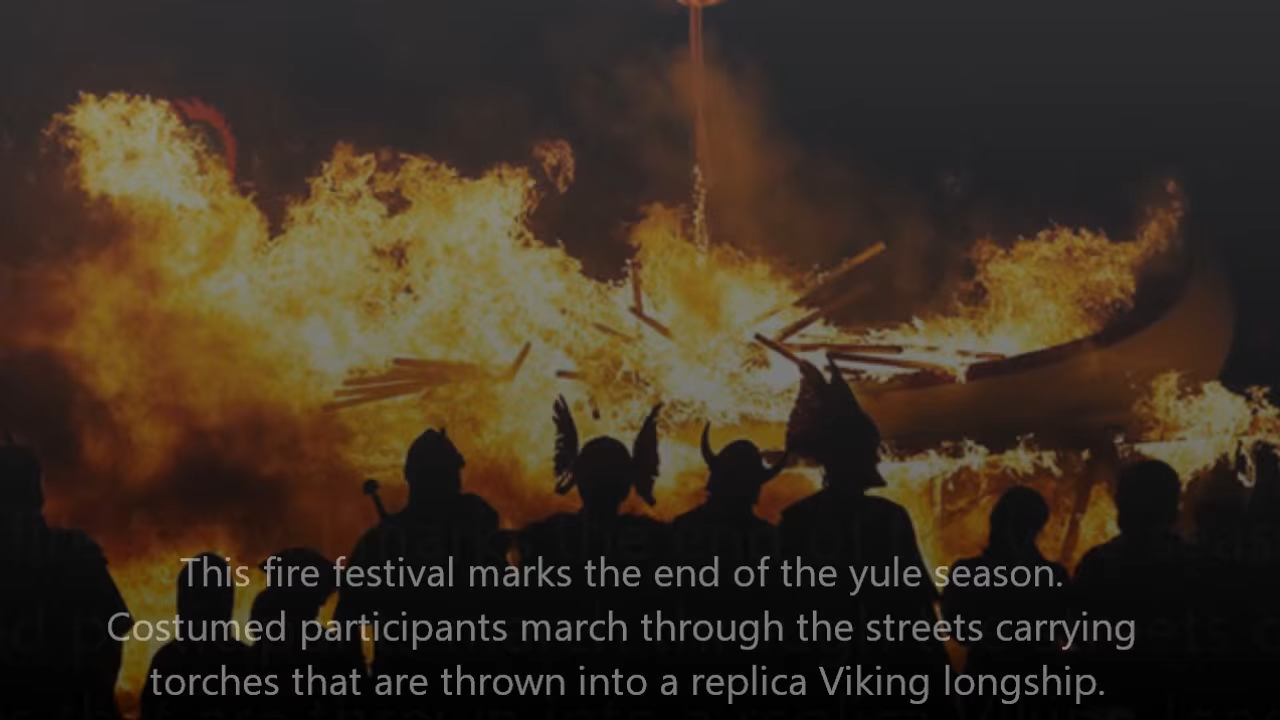 This fire festival marks the end of the yule season.
Costumed participants march through the streets carrying
torches that are thrown into a replica Viking longship.